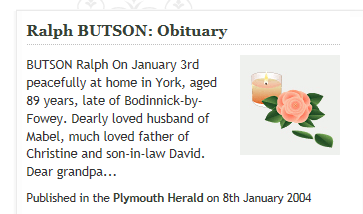 Ralph BUTSON: Obituary
BUTSON Ralph On January 3rd
peacefully at home in York, aged
89 years, late of Bodinnick-by-
Fowey. Dearly loved husband of
Mabel, much loved father of
Christine and son-in-law David.
Dear grandpa...
Published in the Plymouth Herald on 8th January 2004